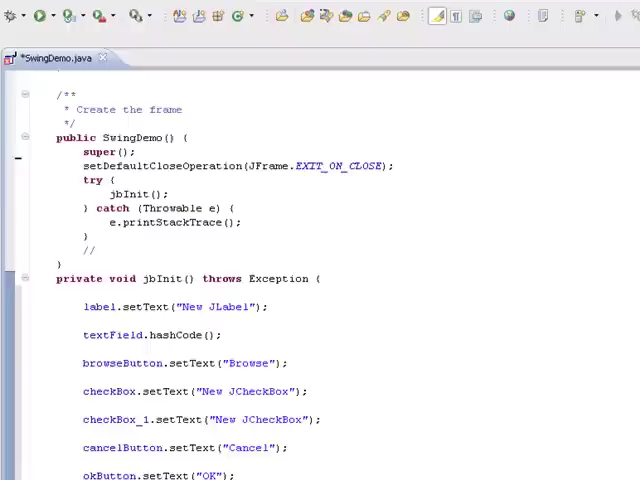 *SwingDemo.java
/**
* Create the frame
*/
public SwingDemo() {
super();
setDefaultCloseOperation(JFrame.EXIT_ON_CLOSE);
try {
jbInit();
} catch (Throwable e) {
e.printStackTrace();
}
//
}
private void jbInit() throws Exception {
label.setText("New JLabel");
textField.hashCode();
browseButton.setText("Browse");
checkBox.setText("New JCheckBox");
checkBox_1.setText("New JCheckBox");
cancelButton.setText("Cancel");
okButton.setText("OK");